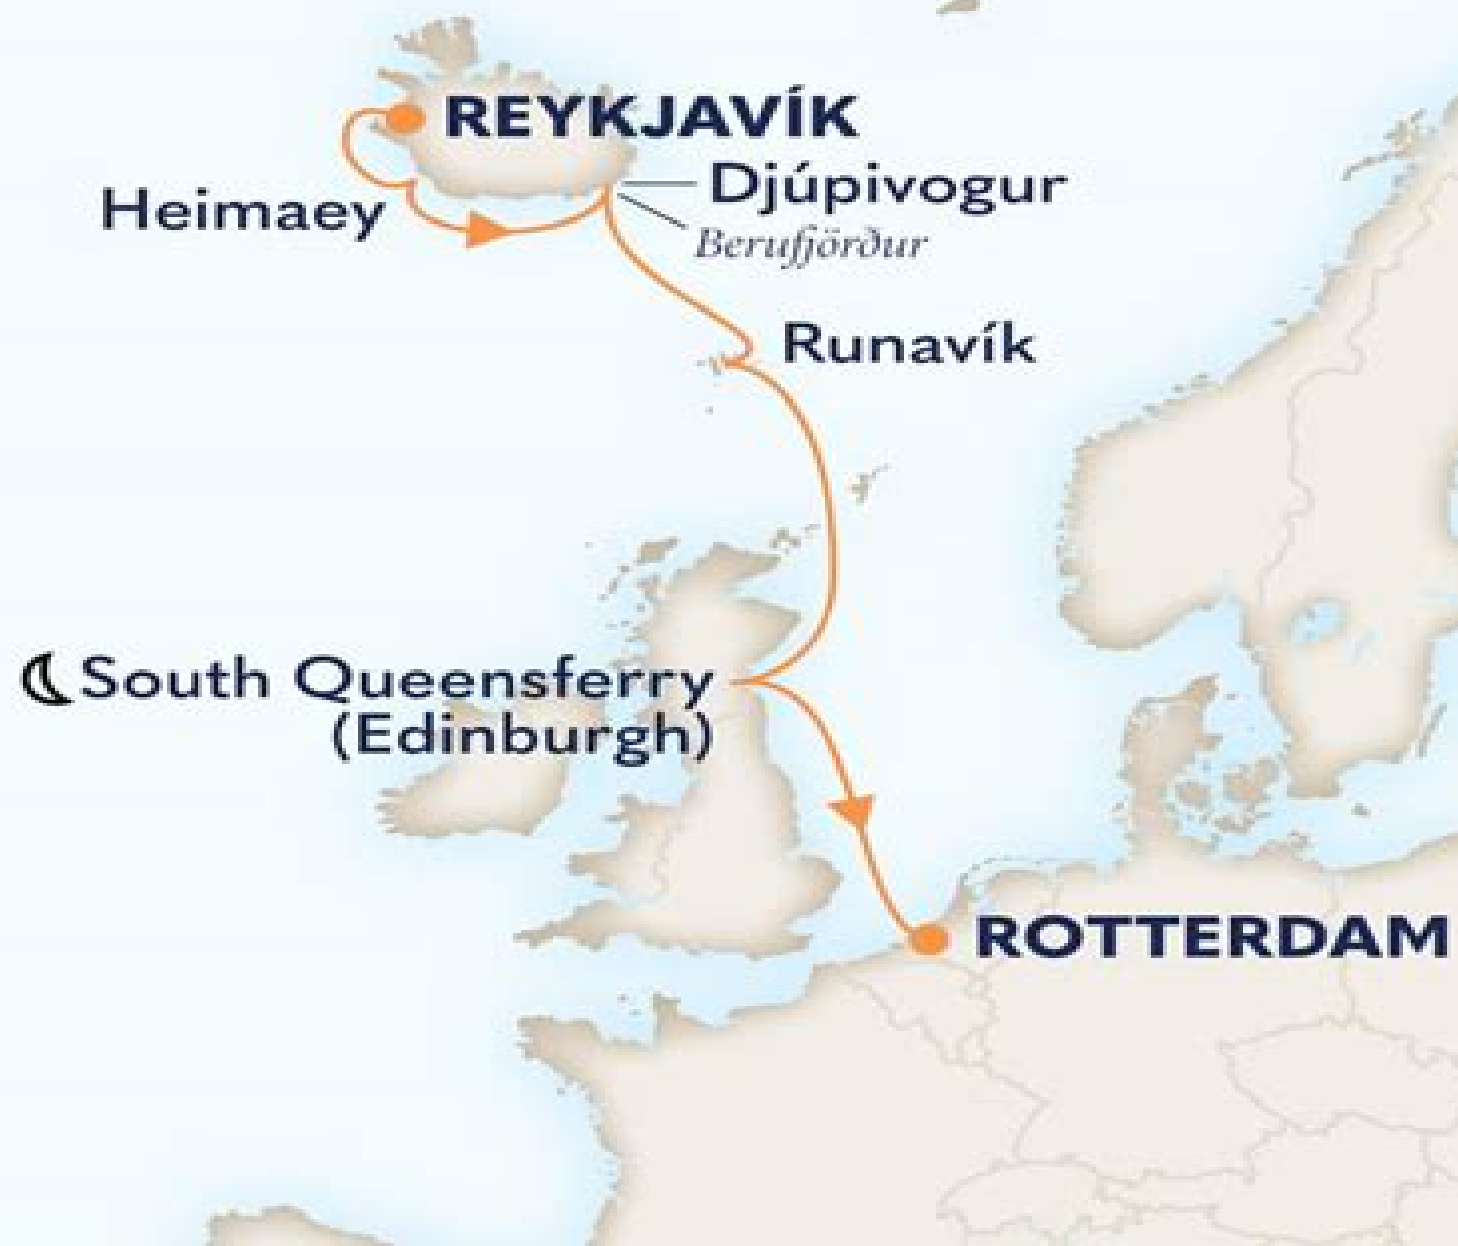 REYKJAVÍK
Heimaey
Djúpivogur
Berufjörður
Runavík
South Queensferry
(Edinburgh)
ROTTERDAM